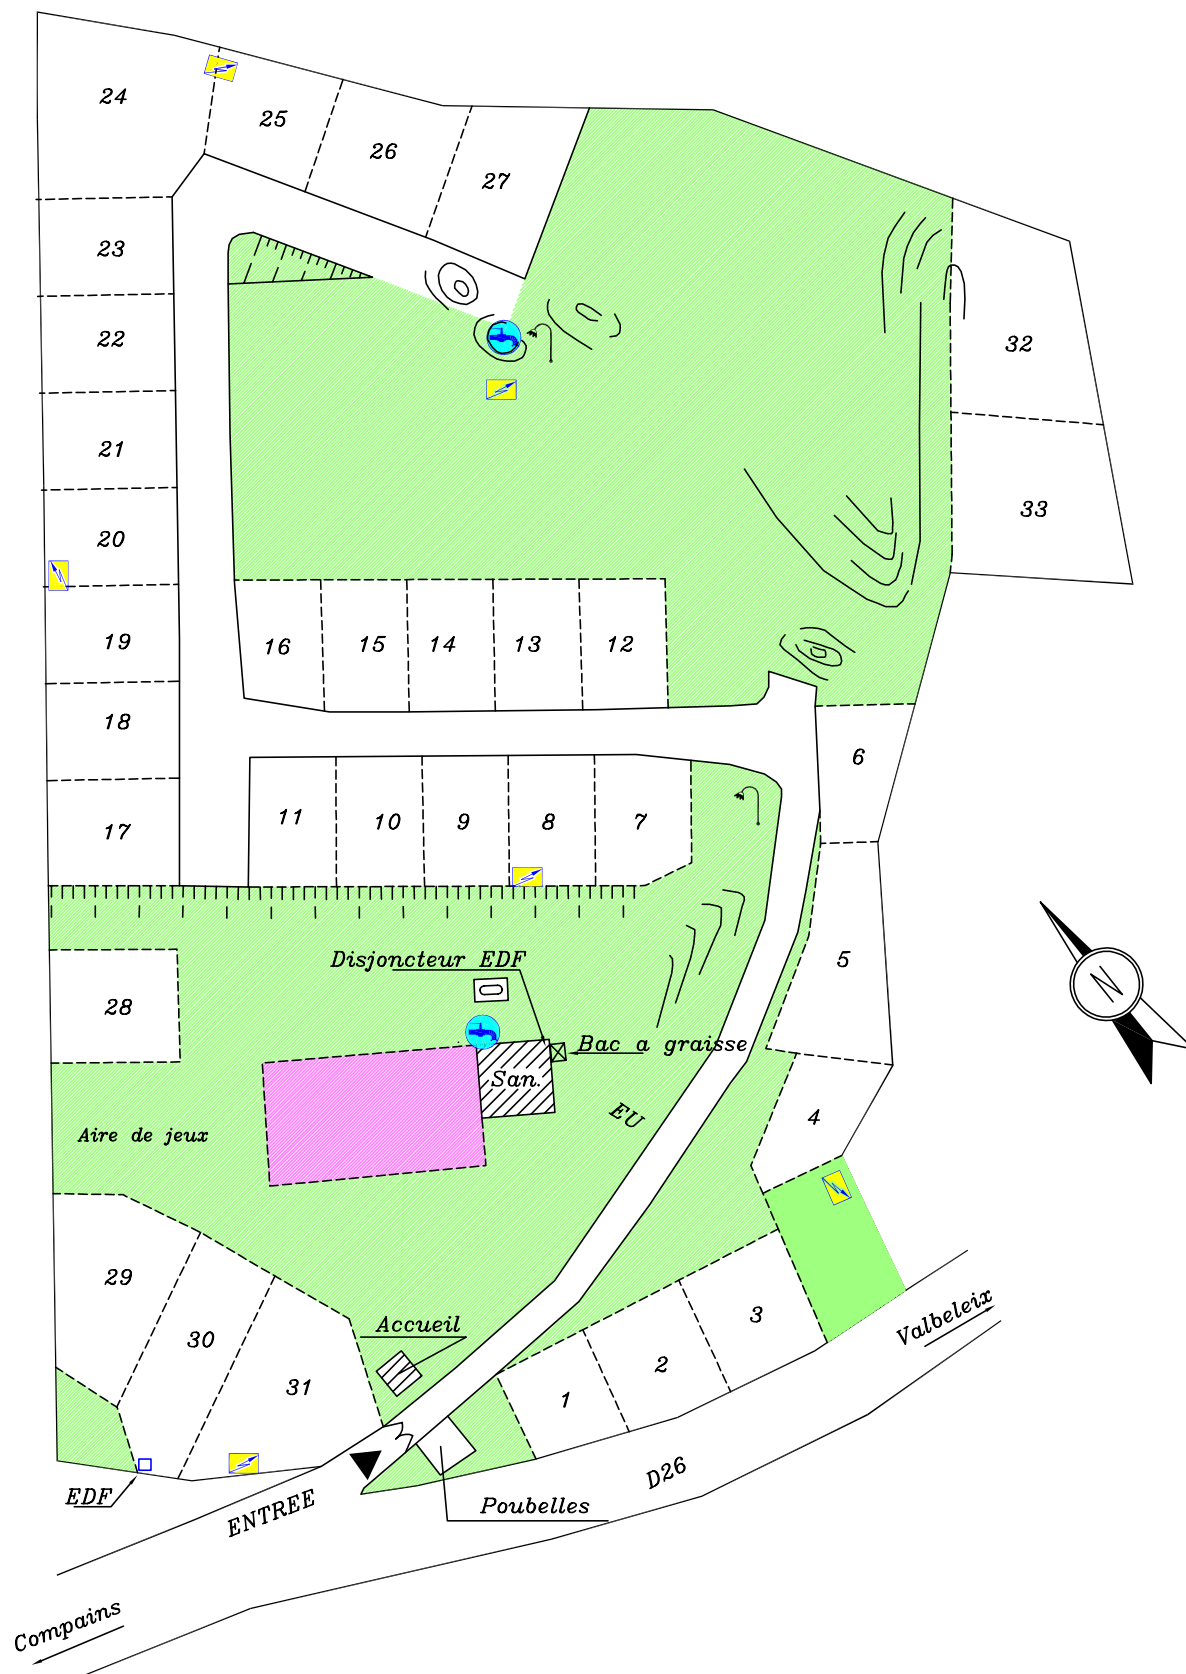 24
25
26
27
23
22
21
20
19
18
17
32
33
16
15
14
13
12
6
11
10
9
8
7
5
Disjoncteur EDF
28
Bac a graisse
San.
N
EU
4
Aire de jeux
29
30
31
Accueil
3
2
1
Valbeleix
D26
EDF
ENTREE
Poubelles
Compains